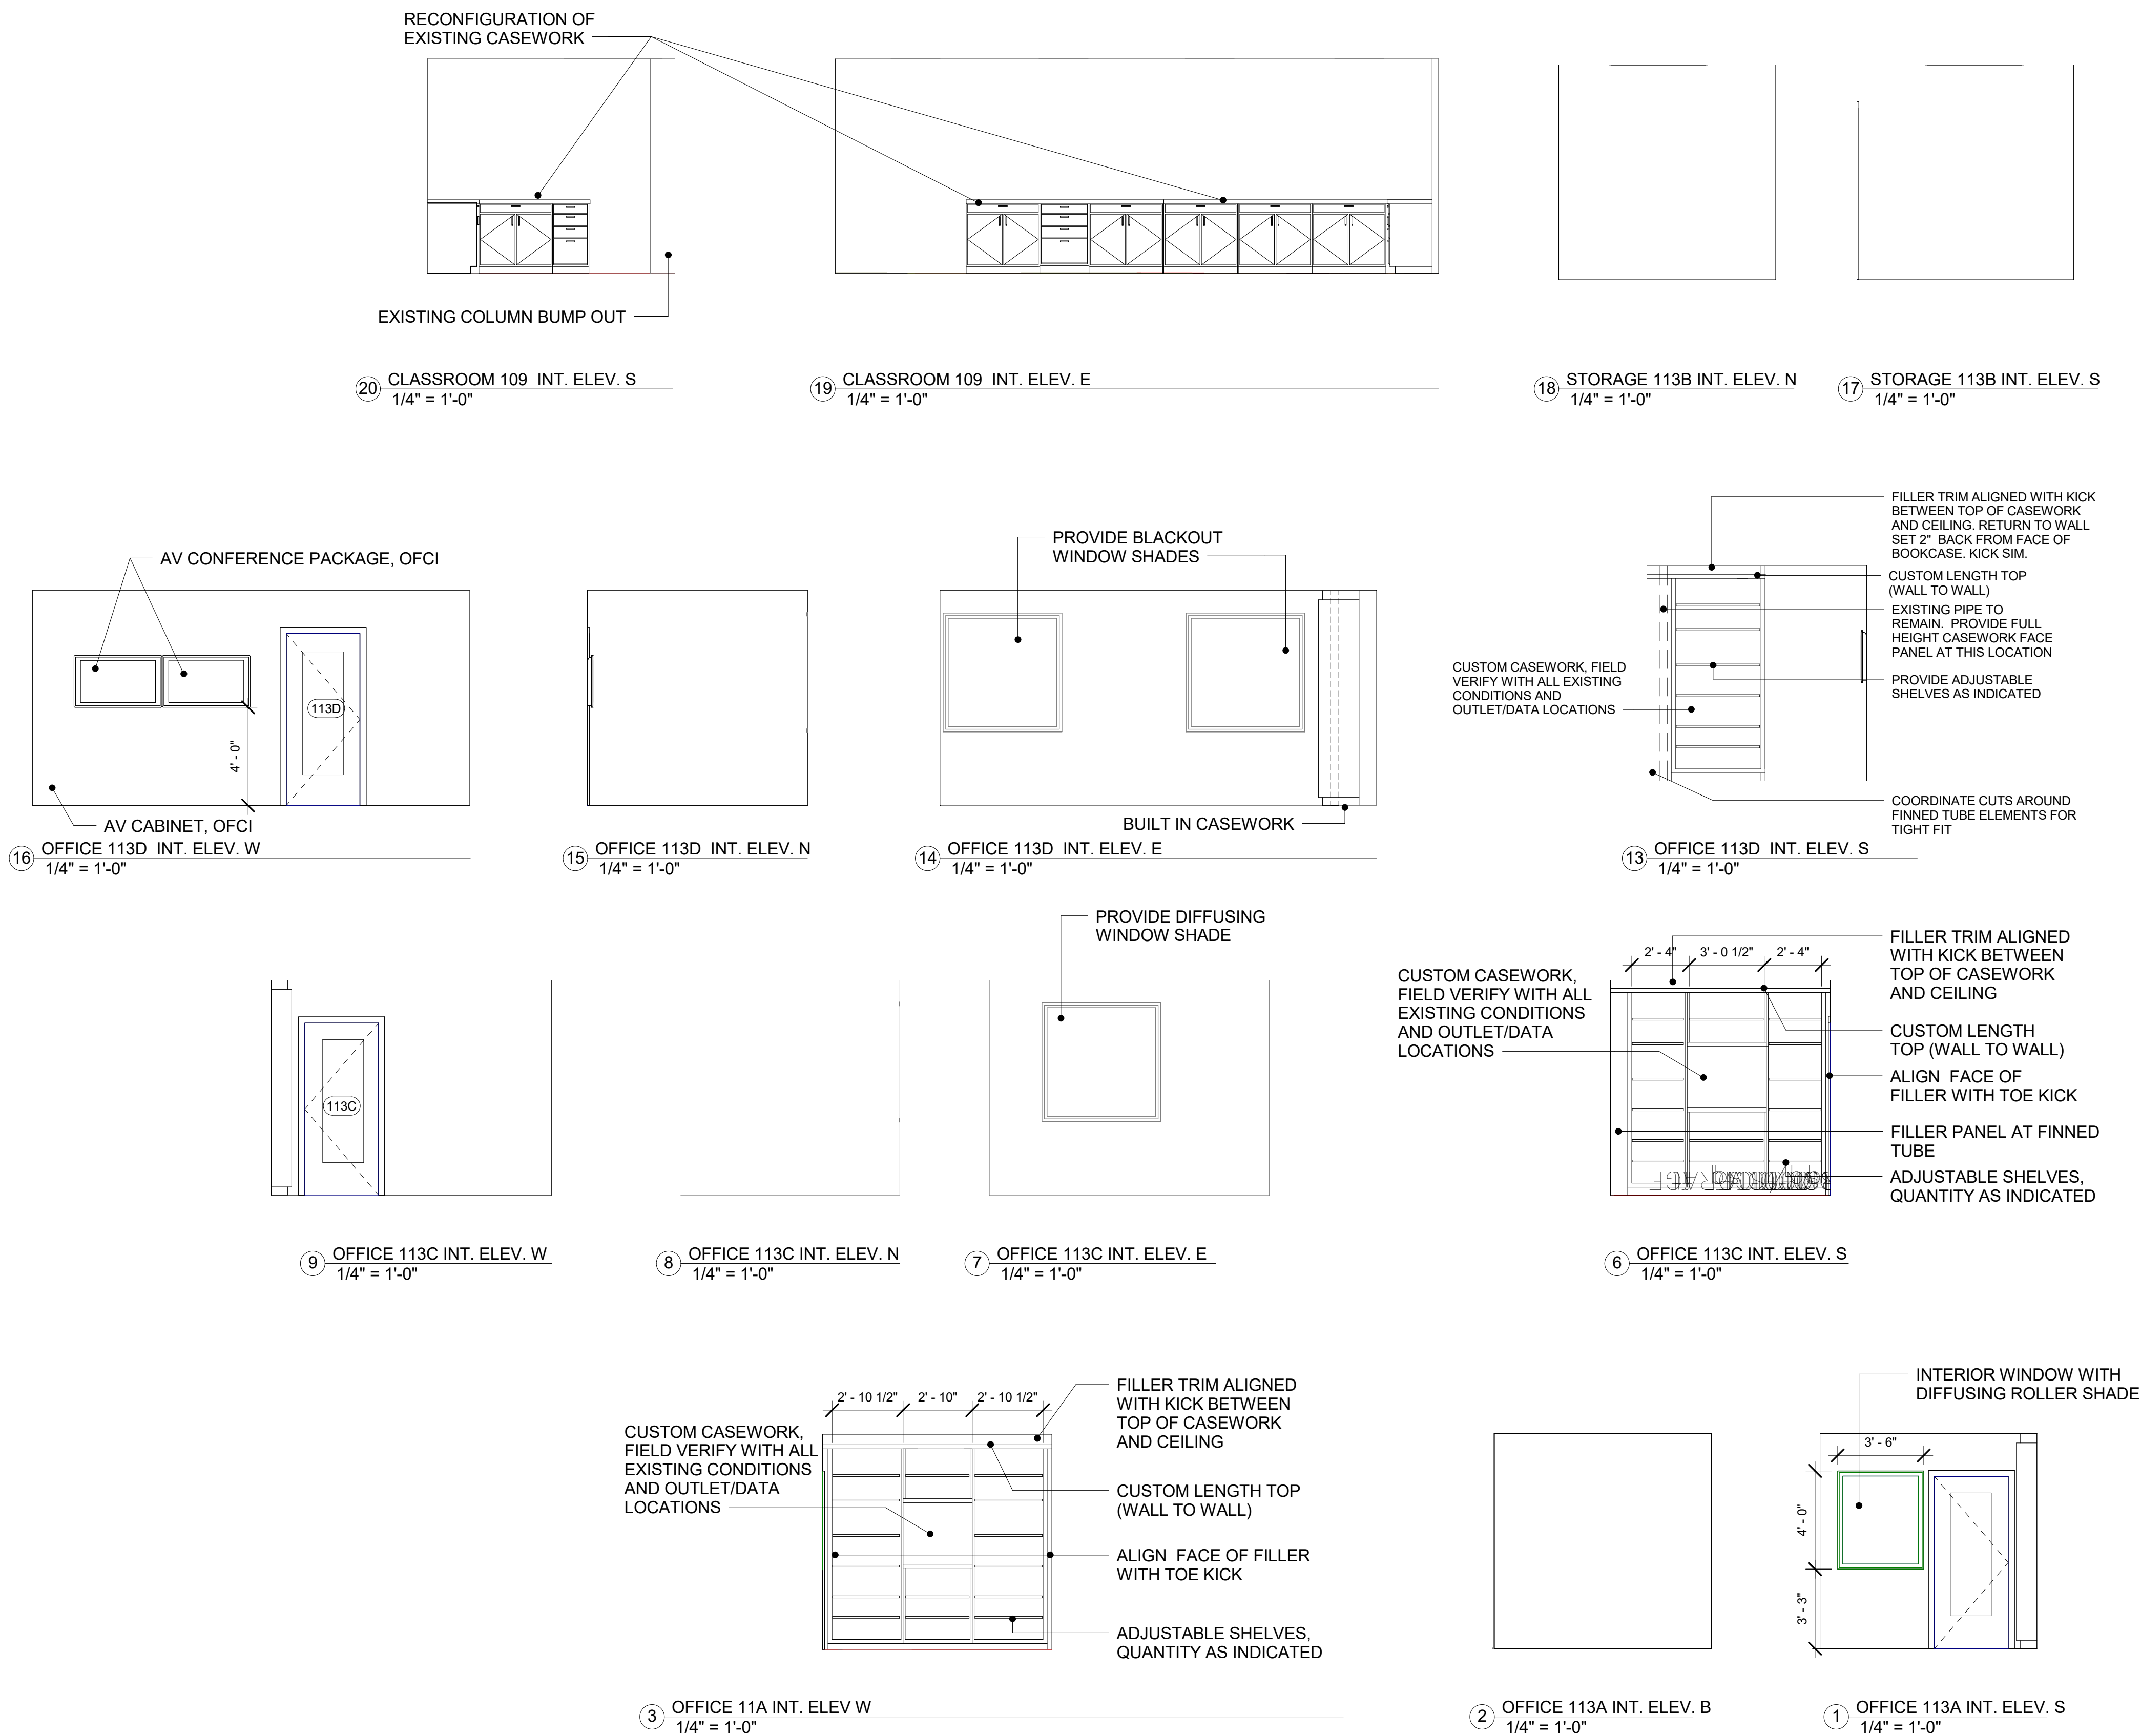 RECONFIGURATION OF
EXISTING CASEWORK
EXISTING COLUMN BUMP OUT
20 CLASSROOM 109 INT. ELEV. S
1/4" = 1'-0"
19 CLASSROOM 109 INT. ELEV. E
1/4" = 1'-0"
18 STORAGE 113B INT. ELEV. N
1/4" = 1'-0"
17 STORAGE 113B INT. ELEV. S
1/4" = 1'-0"
AV CONFERENCE PACKAGE, OFCI
113D
4' - 0"
AV CABINET, OFCI
16 OFFICE 113D INT. ELEV. W
1/4" = 1'-0"
15 OFFICE 113D INT. ELEV. N
1/4" = 1'-0"
PROVIDE BLACKOUT
WINDOW SHADES
BUILT IN CASEWORK
14 OFFICE 113D INT. ELEV. E
1/4" = 1'-0"
FILLER TRIM ALIGNED WITH KICK
BETWEEN TOP OF CASEWORK
AND CEILING. RETURN TO WALL
SET 2" BACK FROM FACE OF
BOOKCASE. KICK SIM.
CUSTOM LENGTH TOP
(WALL TO WALL)
EXISTING PIPE TO
REMAIN. PROVIDE FULL
HEIGHT CASEWORK FACE
PANEL AT THIS LOCATION
PROVIDE ADJUSTABLE
SHELVES AS INDICATED
CUSTOM CASEWORK, FIELD
VERIFY WITH ALL EXISTING
CONDITIONS AND
OUTLET/DATA LOCATIONS
COORDINATE CUTS AROUND
FINNED TUBE ELEMENTS FOR
TIGHT FIT
13 OFFICE 113D INT. ELEV. S
1/4" = 1'-0"
113C
9 OFFICE 113C INT. ELEV. W
1/4" = 1'-0"
8 OFFICE 113C INT. ELEV. N
1/4" = 1'-0"
PROVIDE DIFFUSING
WINDOW SHADE
7 OFFICE 113C INT. ELEV. E
1/4" = 1'-0"
2' - 4" 3' - 0 1/2" 2' - 4"
CUSTOM CASEWORK,
FIELD VERIFY WITH ALL
EXISTING CONDITIONS
AND OUTLET/DATA
LOCATIONS
FILLER TRIM ALIGNED
WITH KICK BETWEEN
TOP OF CASEWORK
AND CEILING
CUSTOM LENGTH
TOP (WALL TO WALL)
ALIGN FACE OF
FILLER WITH TOE KICK
FILLER PANEL AT FINNED
TUBE
ADJUSTABLE SHELVES,
QUANTITY AS INDICATED
6 OFFICE 113C INT. ELEV. S
1/4" = 1'-0"
2' - 10 1/2" 2' - 10" 2' - 10 1/2"
CUSTOM CASEWORK,
FIELD VERIFY WITH ALL
EXISTING CONDITIONS
AND OUTLET/DATA
LOCATIONS
FILLER TRIM ALIGNED
WITH KICK BETWEEN
TOP OF CASEWORK
AND CEILING
CUSTOM LENGTH TOP
(WALL TO WALL)
ALIGN FACE OF FILLER
WITH TOE KICK
ADJUSTABLE SHELVES,
QUANTITY AS INDICATED
3 OFFICE 11A INT. ELEV W
1/4" = 1'-0"
2 OFFICE 113A INT. ELEV. B
1/4" = 1'-0"
INTERIOR WINDOW WITH
DIFFUSING ROLLER SHADE
3' - 6"
4' - 0"
3' - 3"
1 OFFICE 113A INT. ELEV. S
1/4" = 1'-0"